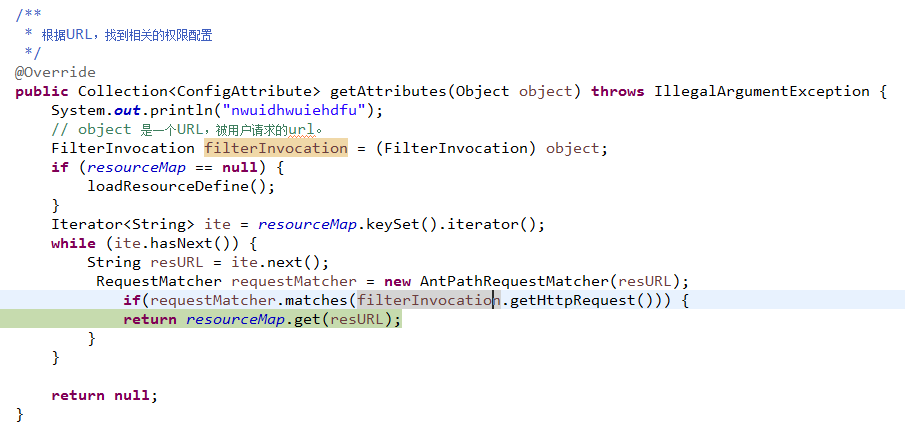 /**
 * 根据URL，找到相关的权限配置
 */
@Override
public Collection<ConfigAttribute> getAttributes(Object object) throws IllegalArgumentException {
    System.out.println("nwuidhwuiehdfu");
    // object 是一个URL，被用户请求的url。
    FilterInvocation filterInvocation = (FilterInvocation) object;
    if (resourceMap == null) {
        loadResourceDefine();
    }
    Iterator<String> ite = resourceMap.keySet().iterator();
    while (ite.hasNext()) {
        String resURL = ite.next();
         RequestMatcher requestMatcher = new AntPathRequestMatcher(resURL);
            if(requestMatcher.matches(filterInvocation.getHttpRequest())) {
            return resourceMap.get(resURL);
        }
    }
    return null;
}